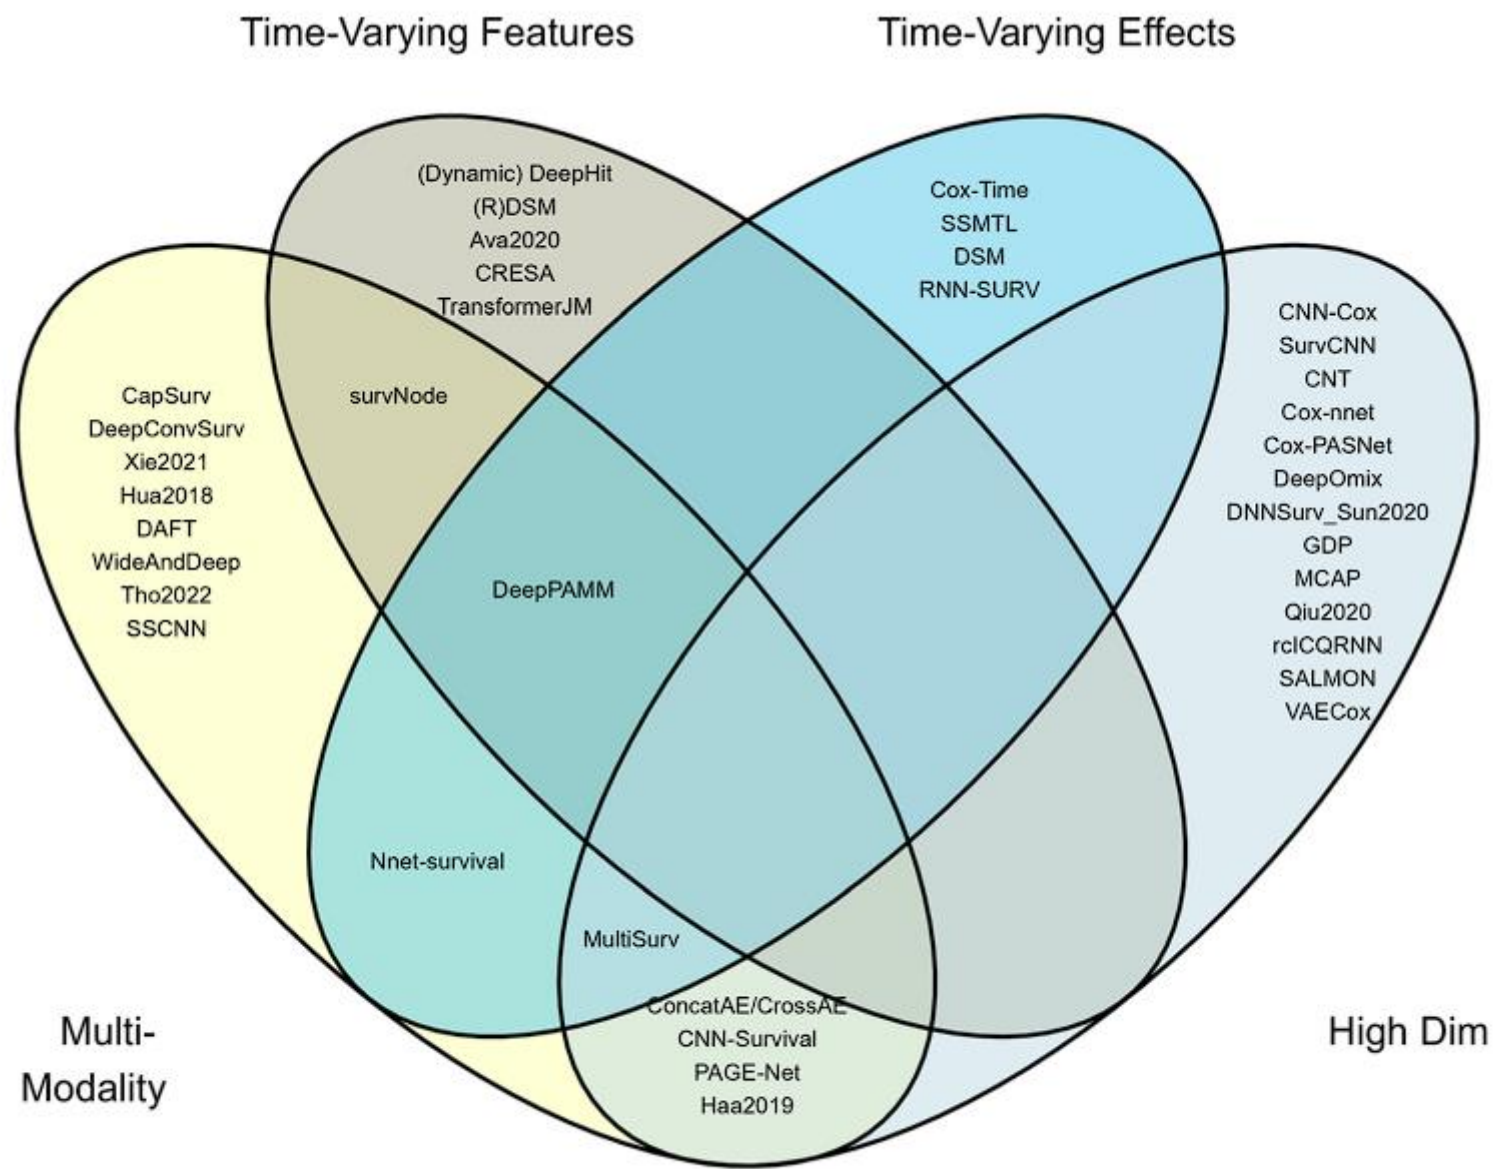 Time-Varying Features
Time-Varying Effects
(Dynamic) DeepHit
(R)DSM
Ava2020
CRESA
TransformerJM
Cox-Time
SSMTL
DSM
RNN-SURV
CapSurv
DeepConvSurv
Xie2021
Hua2018
DAFT
WideAndDeep
Tho2022
SSCNN
survNode
CNN-Cox
SurvCNN
CNT
Cox-nnet
Cox-PASNet
DeepOmix
DNNSurv_Sun2020
GDP
MCAP
Qiu2020
rcICQRNN
SALMON
VAECox
DeepPAMM
Nnet-survival
MultiSurv
ConcatAE/CrossAE
CNN-Survival
PAGE-Net
Haa2019
Multi-
Modality
High Dim